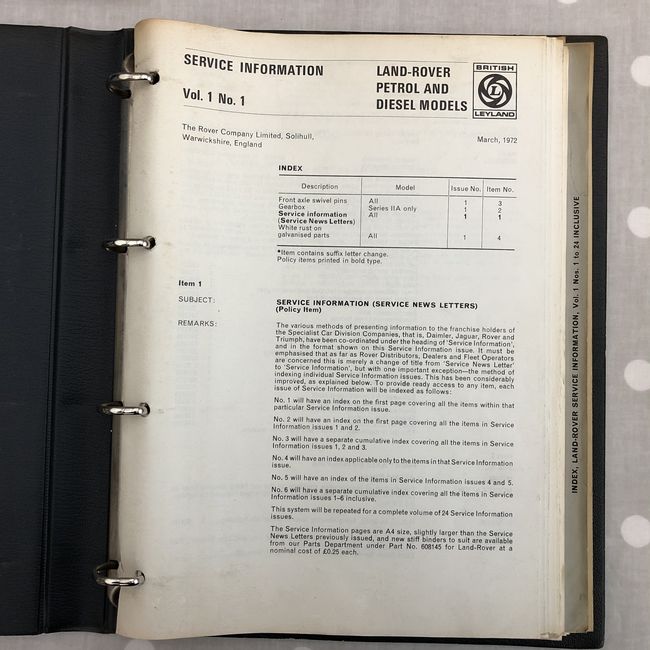 SERVICE INFORMATION
LAND-ROVER
PETROL AND
DIESEL MODELS
BRITISH
L
LEYLAND
Vol. 1 No. 1
The Rover Company Limited, Solihull,
Warwickshire, England
March, 1972
INDEX
Description Model Issue No. Item No.
Front axle swivel pins All 1 3
Gearbox Series IIA only 1 2
Service information All 1 1
(Service News Letters)
White rust on
galvanised parts All 1 4
*Item contains suffix letter change.
Policy items printed in bold type.
Item 1
SUBJECT: SERVICE INFORMATION (SERVICE NEWS LETTERS)
(Policy Item)
REMARKS: The various methods of presenting information to the franchise holders of
the Specialist Car Division Companies, that is, Daimler, Jaguar, Rover and
Triumph, have been co-ordinated under the heading of 'Service Information',
and in the format shown on this Service Information issue. It must be
emphasised that as far as Rover Distributors, Dealers and Fleet Operators
are concerned this is merely a change of title from 'Service News Letter'
to 'Service Information', but with one important exception—the method of
indexing individual Service Information issues. This has been considerably
improved, as explained below. To provide ready access to any item, each
issue of Service Information will be indexed as follows:
No. 1 will have an index on the first page covering all the items within that
particular Service Information issue.
No. 2 will have an index on the first page covering all the items in Service
Information issues 1 and 2.
No. 3 will have a separate cumulative index covering all the items in Service
Information issues 1, 2 and 3.
No. 4 will have an index applicable only to the items in that Service Information
issue.
No. 5 will have an index of the items in Service Information issues 4 and 5.
No. 6 will have a separate cumulative index covering all the items in Service
Information issues 1–6 inclusive.
This system will be repeated for a complete volume of 24 Service Information
issues.
The Service Information pages are A4 size, slightly larger than the Service
News Letters previously issued, and new stiff binders to suit are available
from our Parts Department under Part No. 608145 for Land-Rover at a
nominal cost of £0.25 each.
INDEX, LAND-ROVER SERVICE INFORMATION, Vol. 1 Nos. 1 to 24 INCLUSIVE